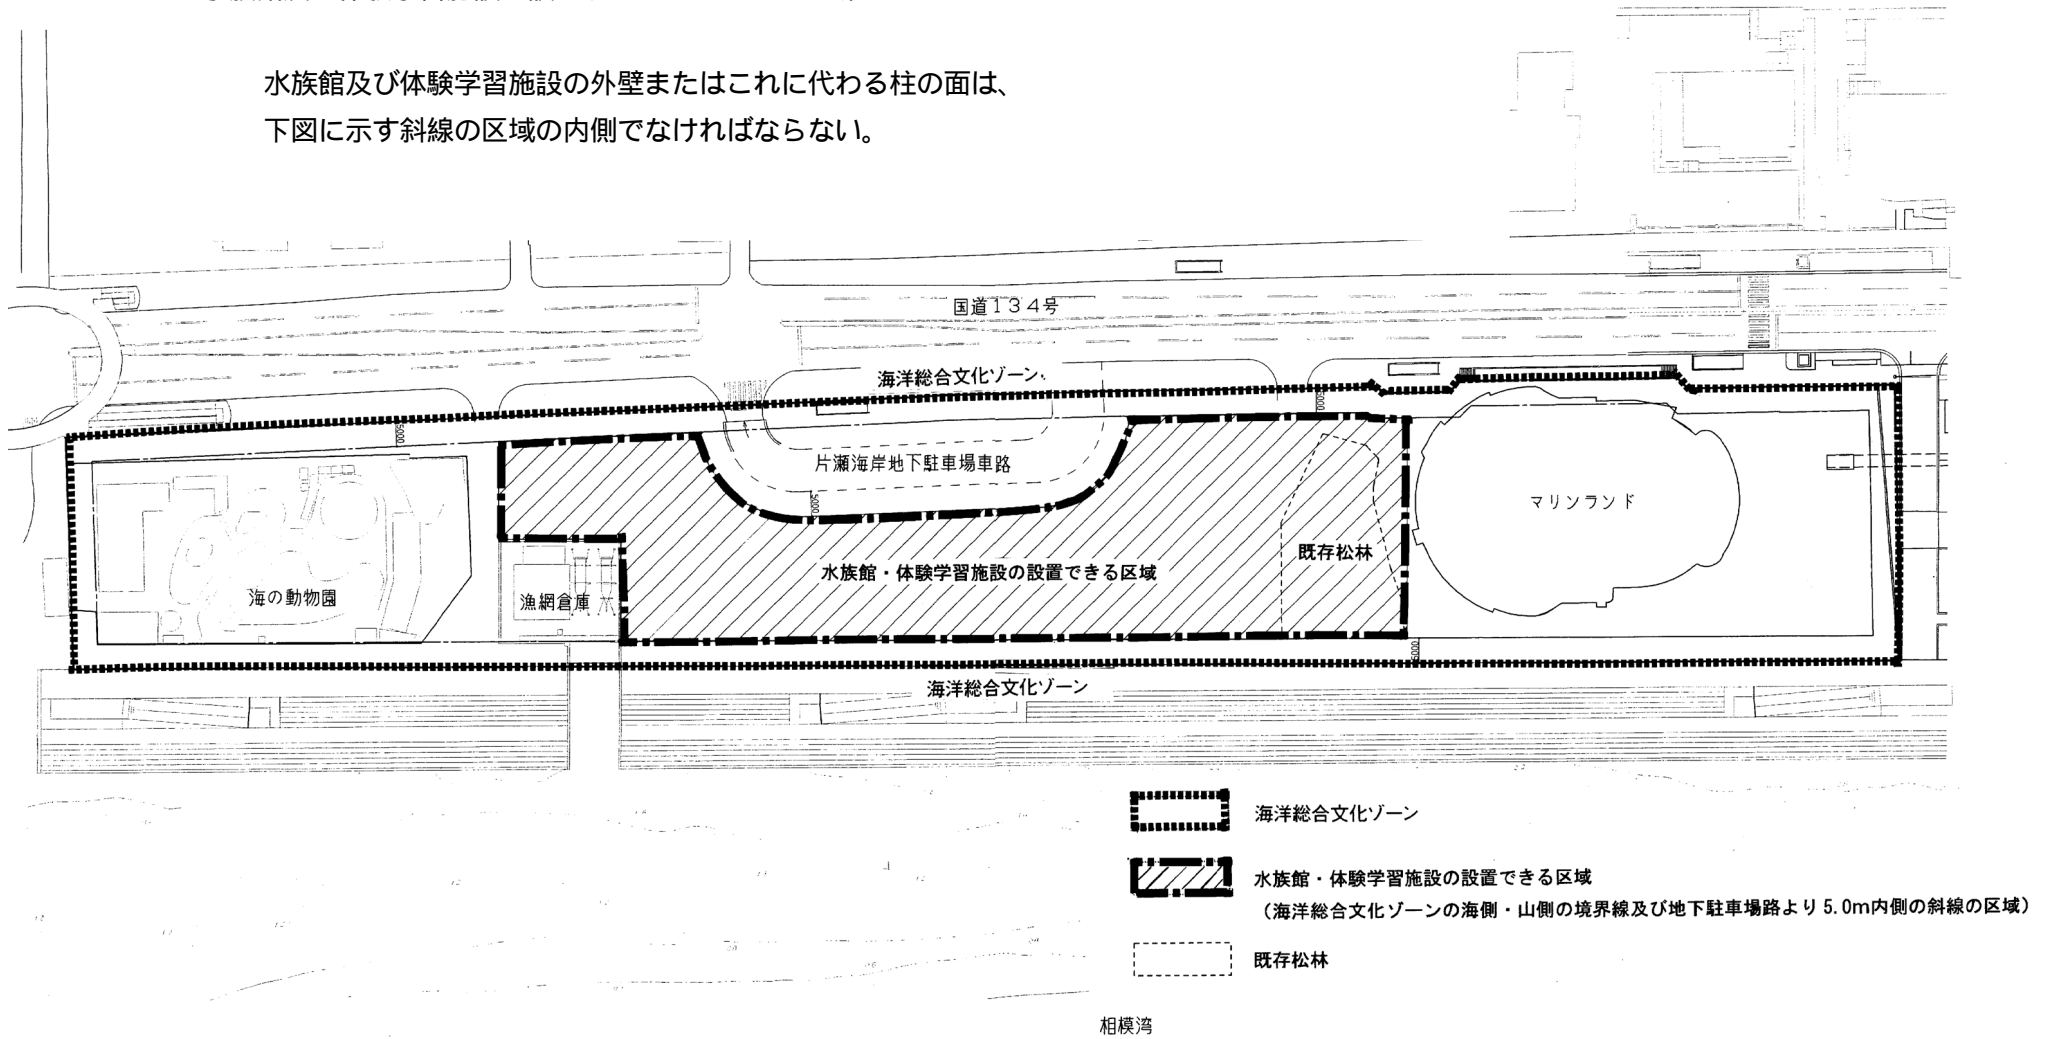 水族館及び体験学習施設の外壁またはこれに代わる柱の面は、
下図に示す斜線の区域の内側でなければならない。
国道134号
海洋総合文化ゾーン
5000
5000
片瀬海岸地下駐車場車路
5000
マリンランド
既存松林
水族館・体験学習施設の設置できる区域
海の動物園
漁網倉庫
5000
海洋総合文化ゾーン
海洋総合文化ゾーン
水族館・体験学習施設の設置できる区域
（海洋総合文化ゾーンの海側・山側の境界線及び地下駐車場路より5.0m内側の斜線の区域）
既存松林
相模湾